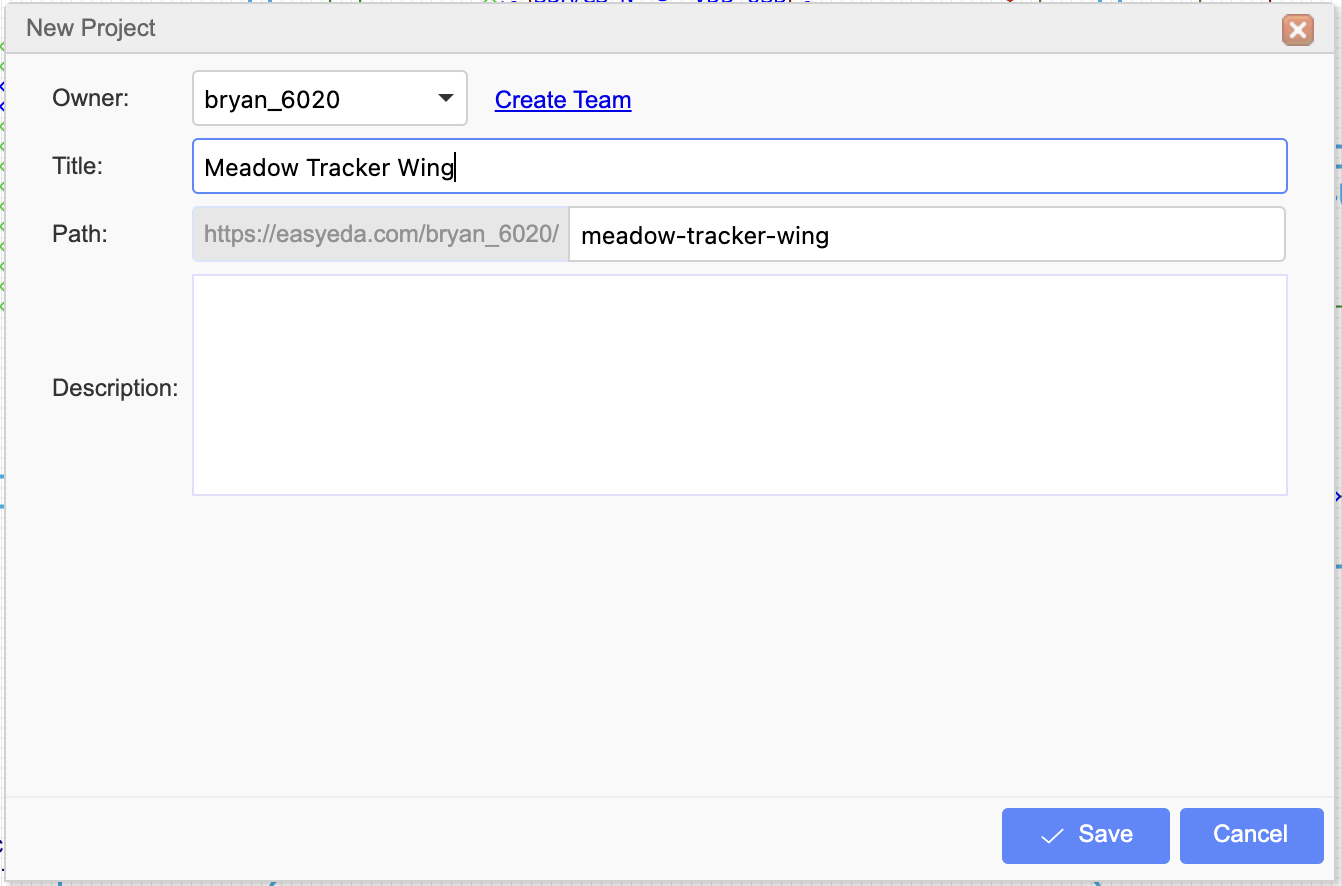 New Project
Owner: bryan_6020 Create Team
Title: Meadow Tracker Wing
Path: https://easyeda.com/bryan_6020/ meadow-tracker-wing
Description:
Save Cancel